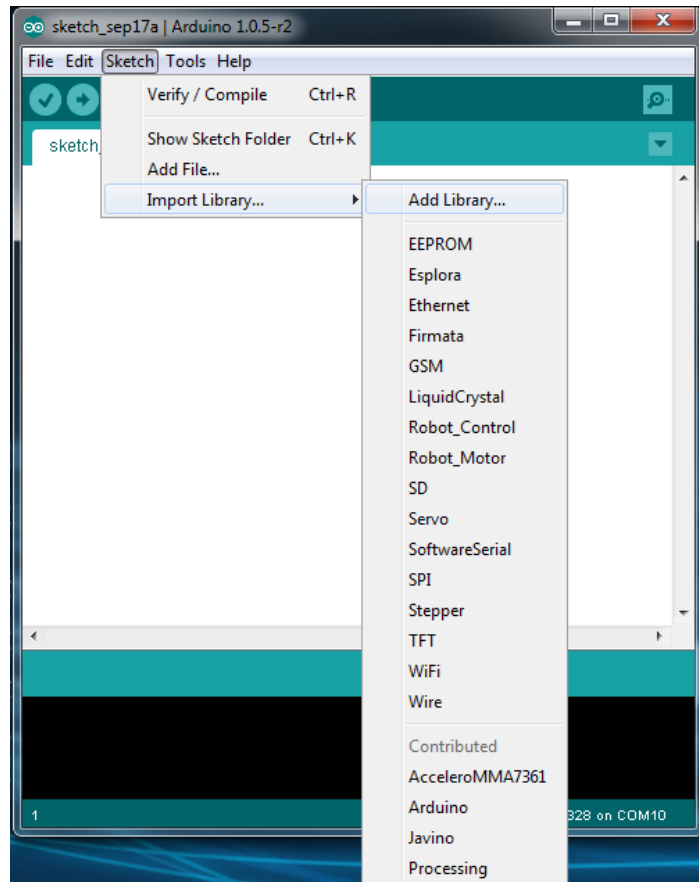 sketch_sep17a | Arduino 1.0.5-r2
File Edit Sketch Tools Help
Verify / Compile Ctrl+R
sketch_
Show Sketch Folder Ctrl+K
Add File...
Import Library...
Add Library...
EEPROM
Esplora
Ethernet
Firmata
GSM
LiquidCrystal
Robot_Control
Robot_Motor
SD
Servo
SoftwareSerial
SPI
Stepper
TFT
WiFi
Wire
Contributed
AcceleroMMA7361
Arduino
1 328 on COM10
Javino
Processing